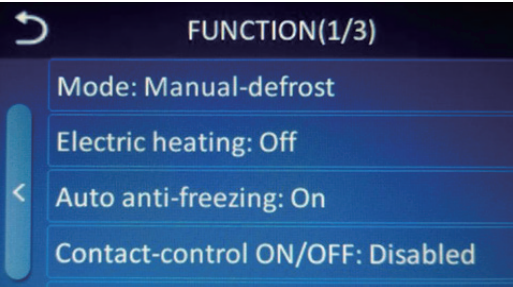 FUNCTION(1/3)
Mode: Manual-defrost
Electric heating: Off
Auto anti-freezing: On
Contact-control ON/OFF: Disabled